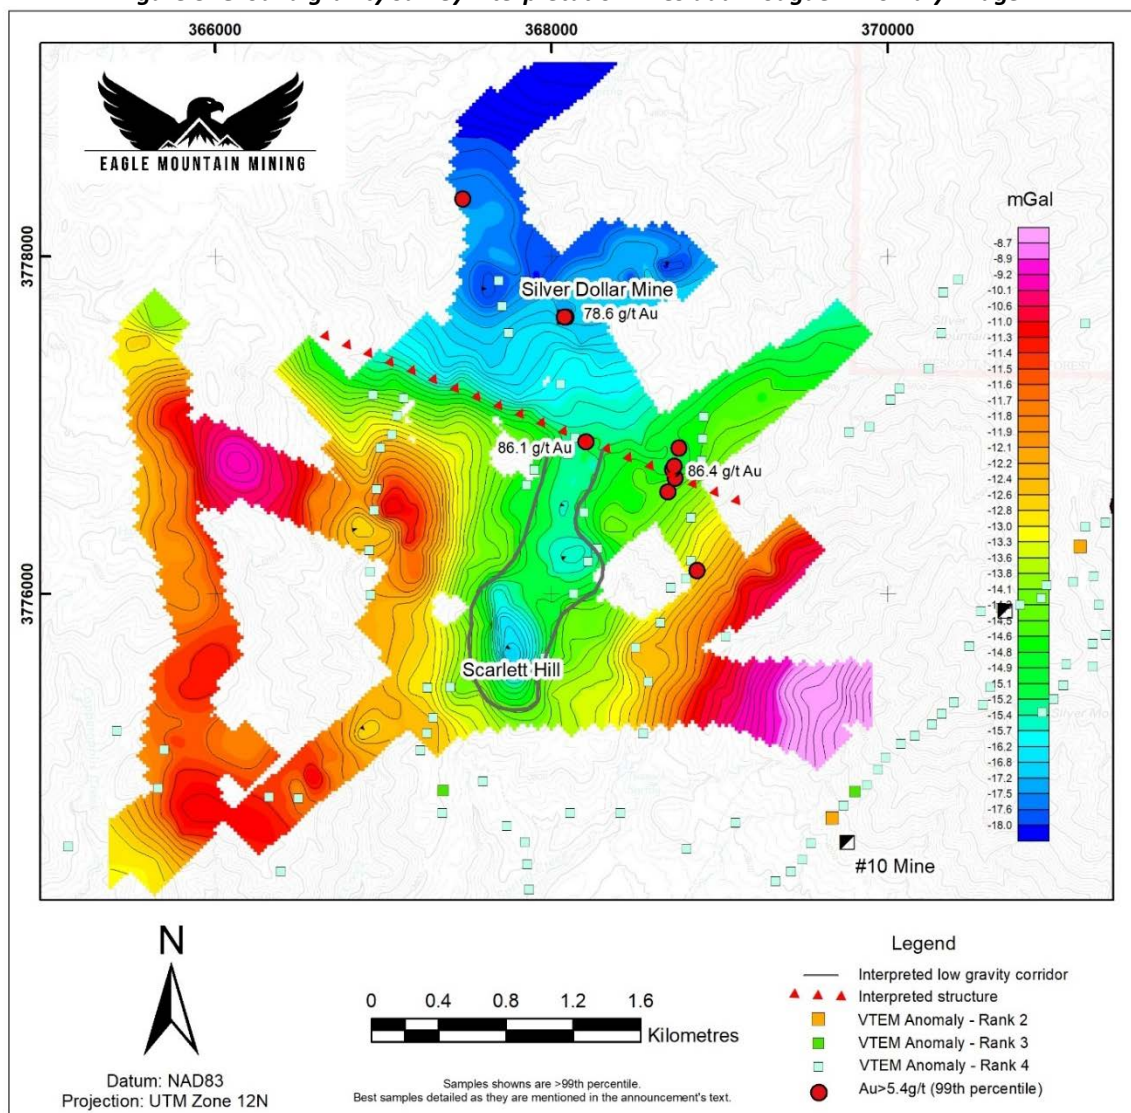 366000 368000 370000
EAGLE MOUNTAIN MINING
mGal
-8.7
-8.9
-9.2
-10.1
-10.6
-11.0
-11.3
-11.4
-11.6
-11.7
-11.8
-11.9
-12.1
-12.2
-12.4
-12.6
-12.8
-13.0
-13.3
-13.6
-13.8
-14.1
-14.5
-14.6
-14.8
-14.9
-15.1
-15.4
-15.7
-16.2
-16.8
-17.2
-17.5
-17.6
-18.0
3778000
3776000
Silver Dollar Mine
78.6 g/t Au
86.1 g/t Au
86.4 g/t Au
Scarlett Hill
#10 Mine
N
Datum: NAD83
Projection: UTM Zone 12N
0 0.4 0.8 1.2 1.6
Kilometres
Samples showns are >99th percentile.
Best samples detailed as they are mentioned in the announcement's text.
Legend
Interpreted low gravity corridor
Interpreted structure
VTEM Anomaly - Rank 2
VTEM Anomaly - Rank 3
VTEM Anomaly - Rank 4
Au>5.4g/t (99th percentile)